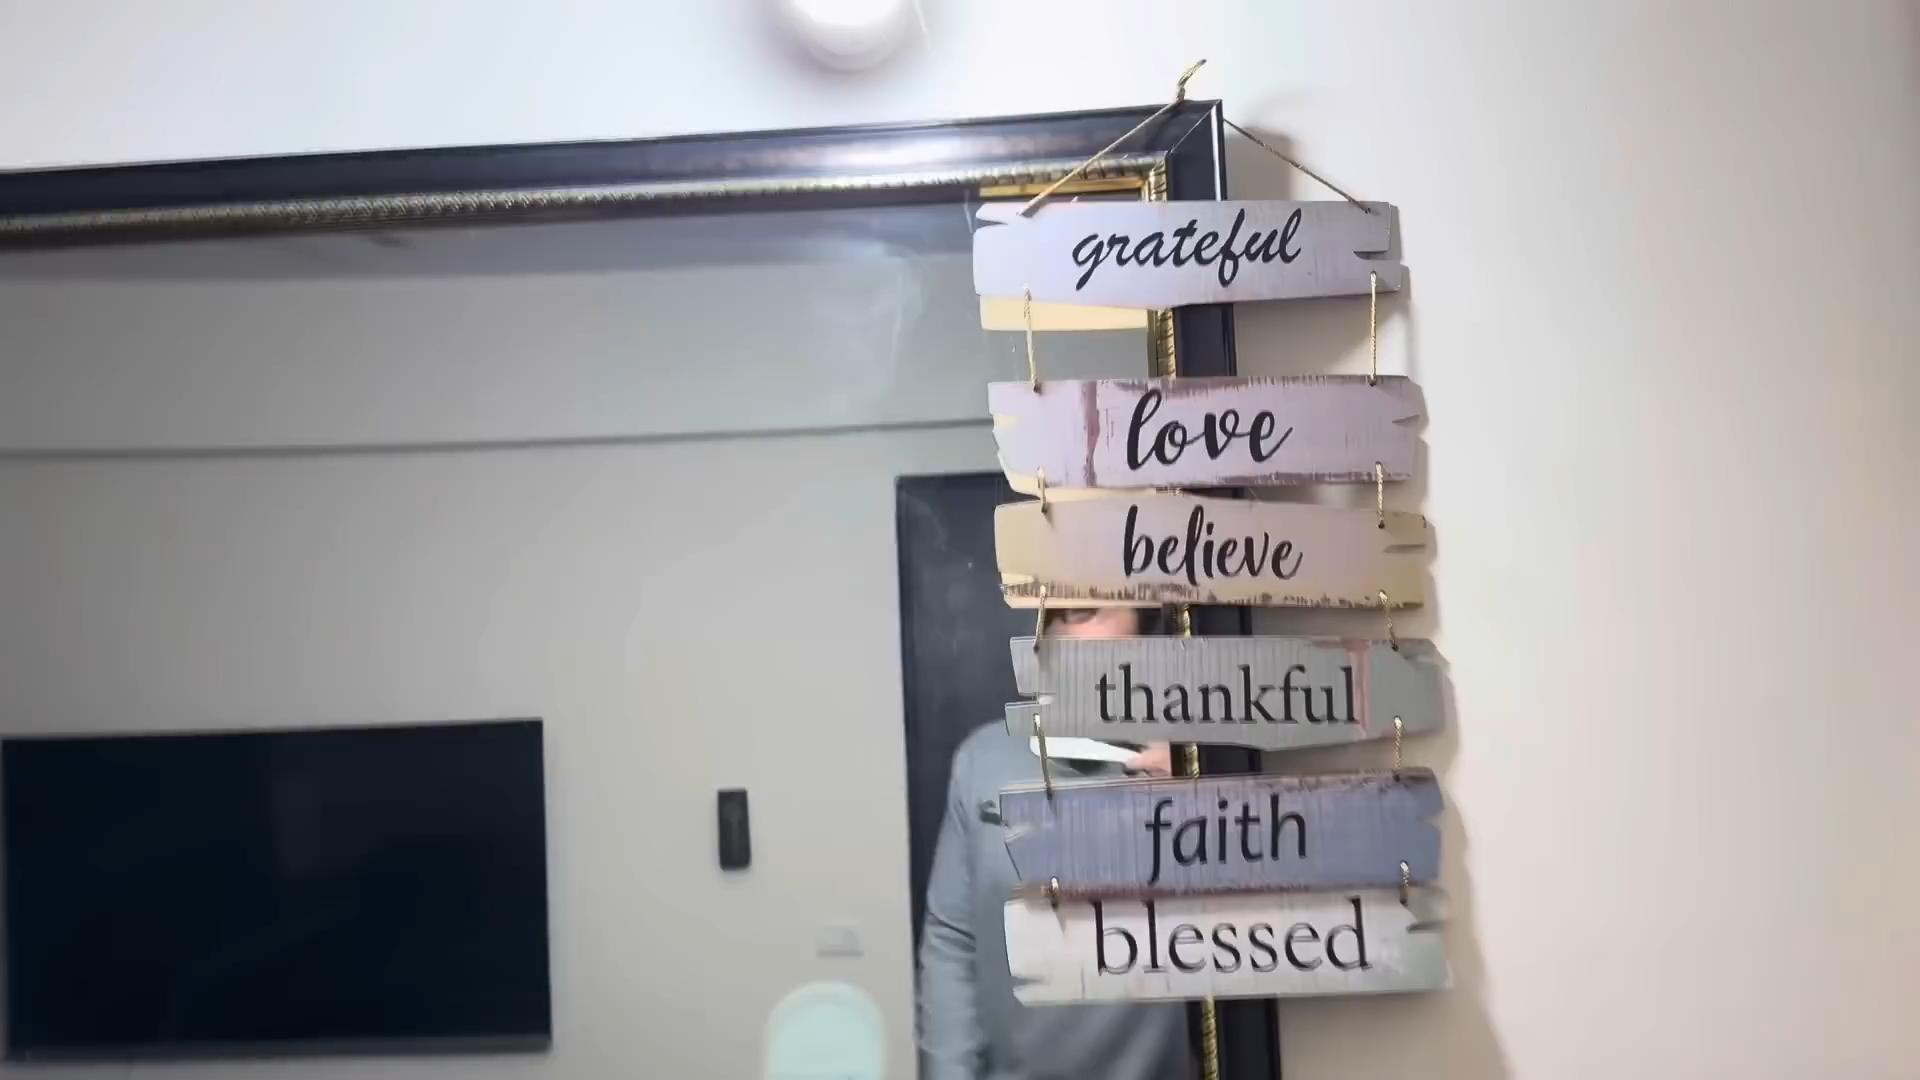 grateful
love
believe
thankful
faith
blessed